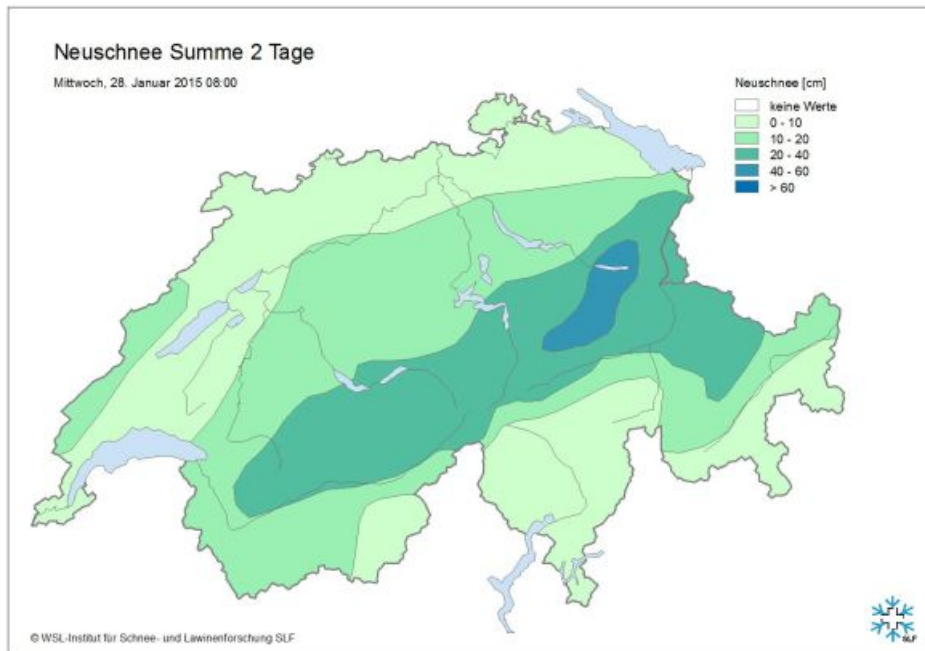 Neuschnee Summe 2 Tage
Mittwoch, 28. Januar 2015 08:00
Neuschnee [cm]
keine Werte
0 - 10
10 - 20
20 - 40
40 - 60
> 60
© WSL-Institut für Schnee- und Lawinenforschung SLF
SLF